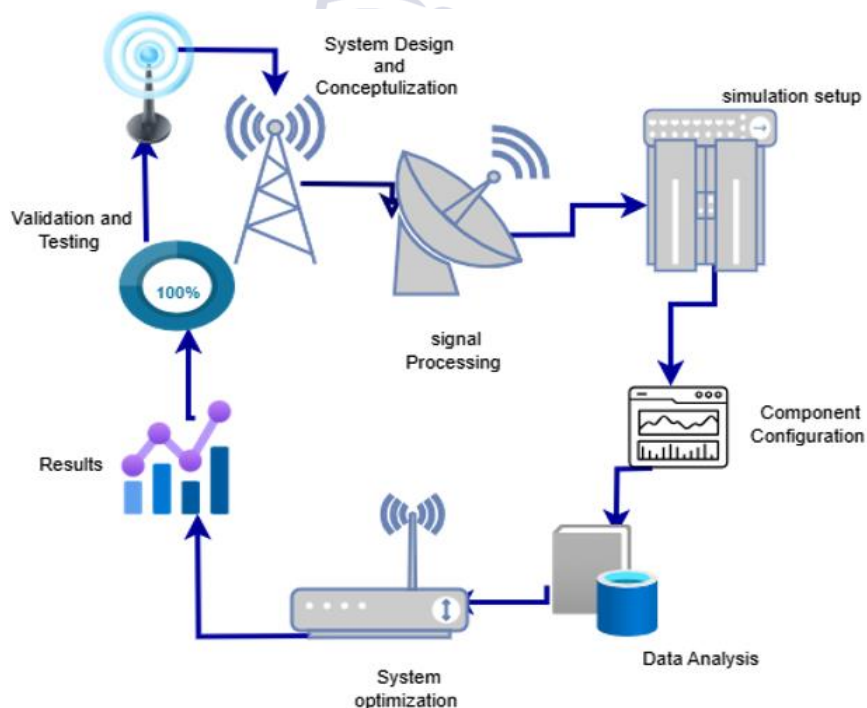 System Design
and
Conceptulization
simulation setup
Validation and
Testing
100%
signal
Processing
Component
Configuration
Results
Data Analysis
System
optimization